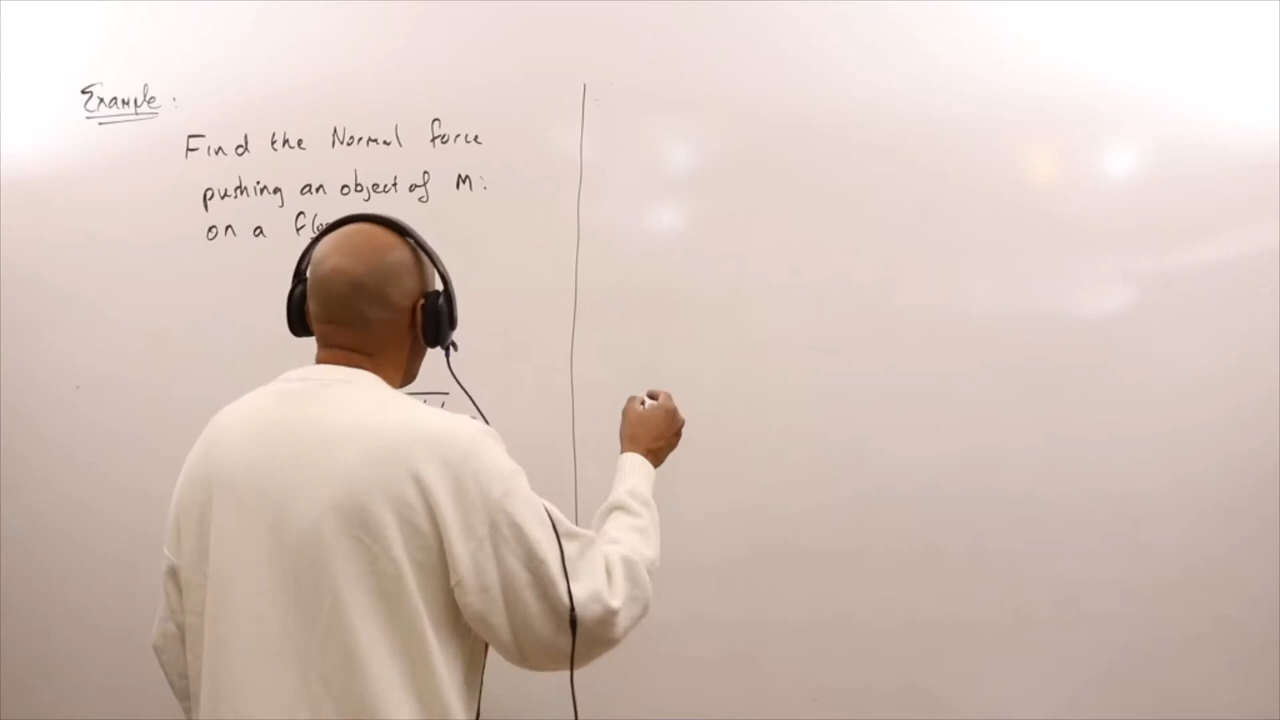 Example:
Find the Normal force
pushing an object of M:
on a